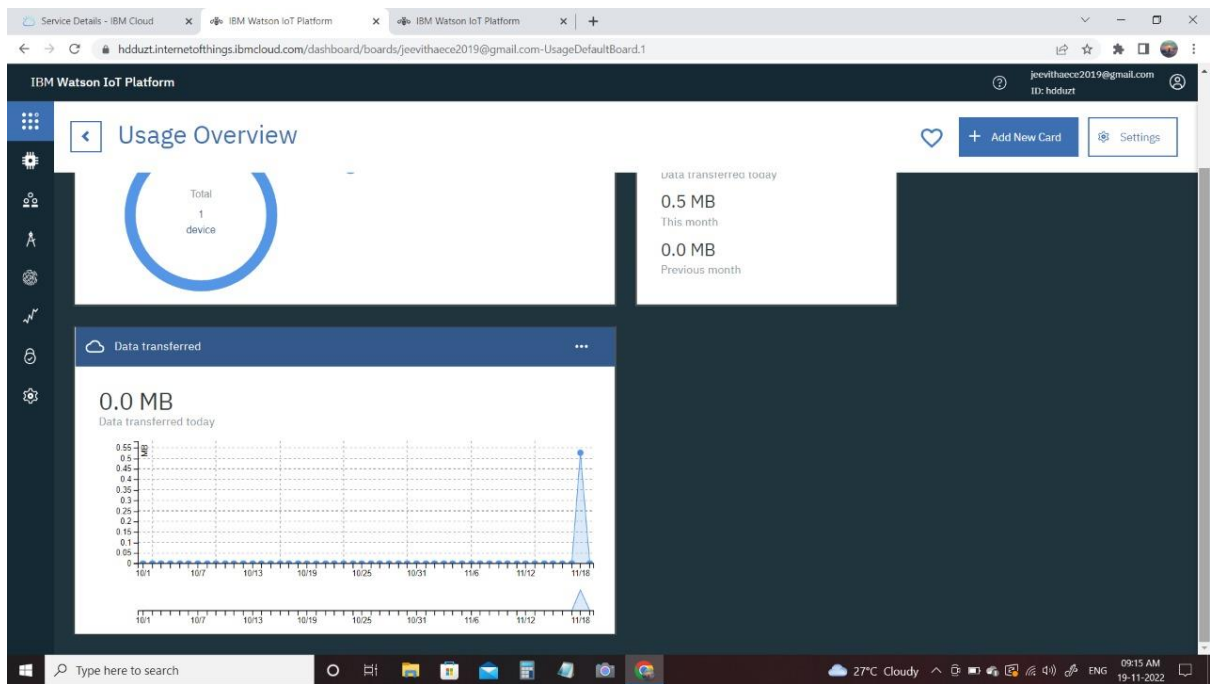 Service Details - IBM Cloud
IBM Watson IoT Platform
IBM Watson IoT Platform
hdduzt.internetofthings.ibmcloud.com/dashboard/boards/jeevithaece2019@gmail.com-UsageDefaultBoard.1
IBM Watson IoT Platform
jeevithaece2019@gmail.com
ID: hdduzt
Usage Overview
+ Add New Card
Settings
Total
1
device
Data transferred today
0.5 MB
This month
0.0 MB
Previous month
Data transferred
0.0 MB
Data transferred today
MB
0.55
0.5
0.45
0.4
0.35
0.3
0.25
0.2
0.15
0.1
0.05
0
10/1 10/7 10/13 10/19 10/25 10/31 11/6 11/12 11/18
10/1 10/7 10/13 10/19 10/25 10/31 11/6 11/12 11/18
Type here to search
27°C Cloudy
ENG
09:15 AM
19-11-2022